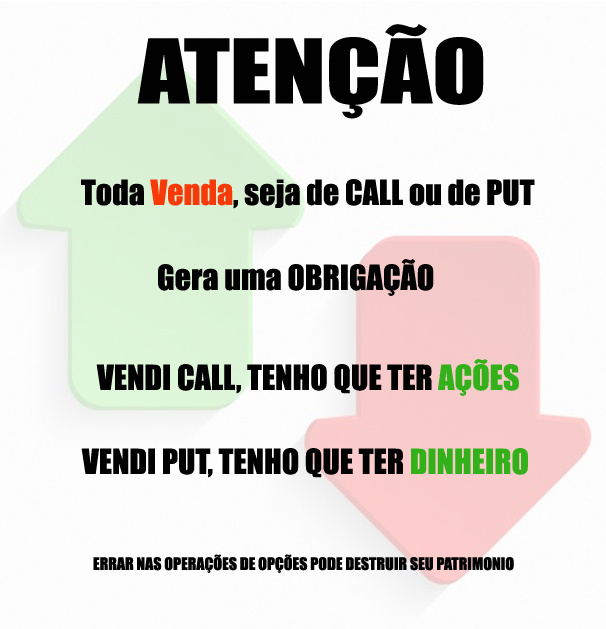 ATENÇÃO
Toda Venda, seja de CALL ou de PUT
Gera uma OBRIGAÇÃO
VENDI CALL, TENHO QUE TER AÇÕES
VENDI PUT, TENHO QUE TER DINHEIRO
ERRAR NAS OPERAÇÕES DE OPÇÕES PODE DESTRUIR SEU PATRIMONIO